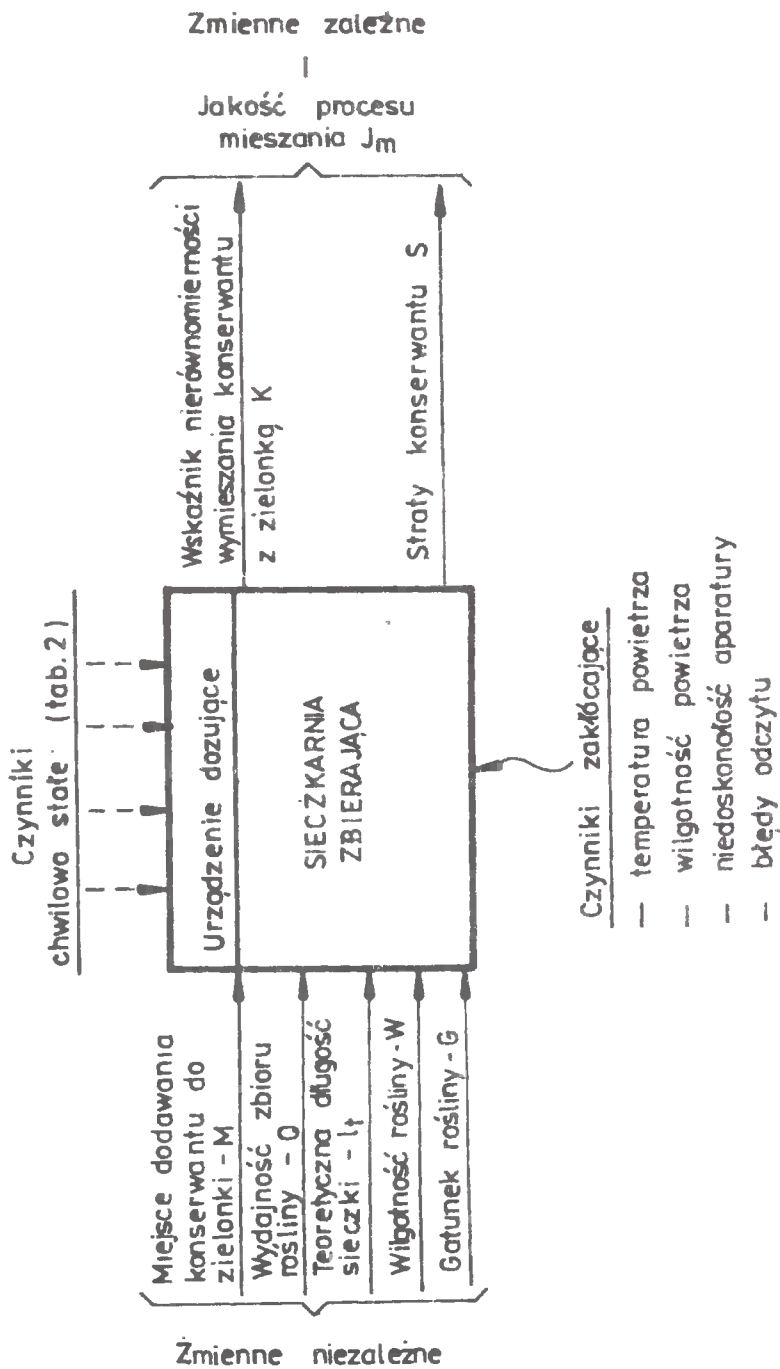 Czynniki
chwilowo stałe (tab. 2)
Zmienne niezależne
Miejsce dodawania
konserwantu do
zielonki - M
Wydajność zbioru
rośliny - Q
Teoretyczna długość
sieczki - lt
Wilgotność rośliny - W
Gatunek rośliny - G
Urządzenie dozujące
SIECZKARNIA
ZBIERAJĄCA
Wskaźnik nierównomierności
wymieszania konserwantu
z zielonką K
Straty konserwantu S
Jakość procesu
mieszania Jm
Zmienne zależne
Czynniki zakłócające
— temperatura powietrza
— wilgotność powietrza
— niedoskonałość aparatury
— błędy odczytu